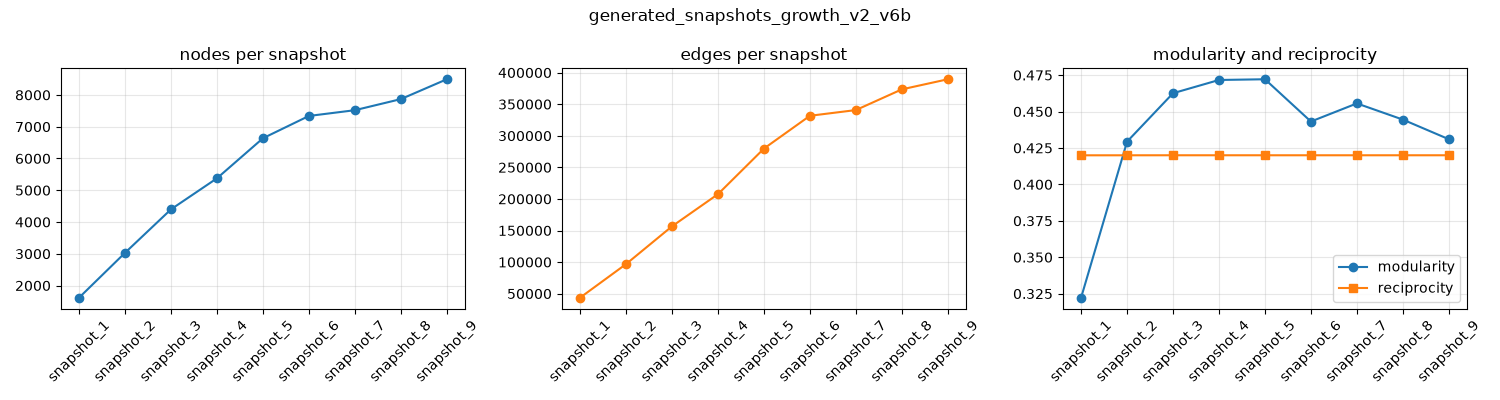 generated_snapshots_growth_v2_v6b
nodes per snapshot
8000
7000
6000
5000
4000
3000
2000
snapshot_1
snapshot_2
snapshot_3
snapshot_4
snapshot_5
snapshot_6
snapshot_7
snapshot_8
snapshot_9
edges per snapshot
400000
350000
300000
250000
200000
150000
100000
50000
snapshot_1
snapshot_2
snapshot_3
snapshot_4
snapshot_5
snapshot_6
snapshot_7
snapshot_8
snapshot_9
modularity and reciprocity
0.475
0.450
0.425
0.400
0.375
0.350
0.325
modularity
reciprocity
snapshot_1
snapshot_2
snapshot_3
snapshot_4
snapshot_5
snapshot_6
snapshot_7
snapshot_8
snapshot_9